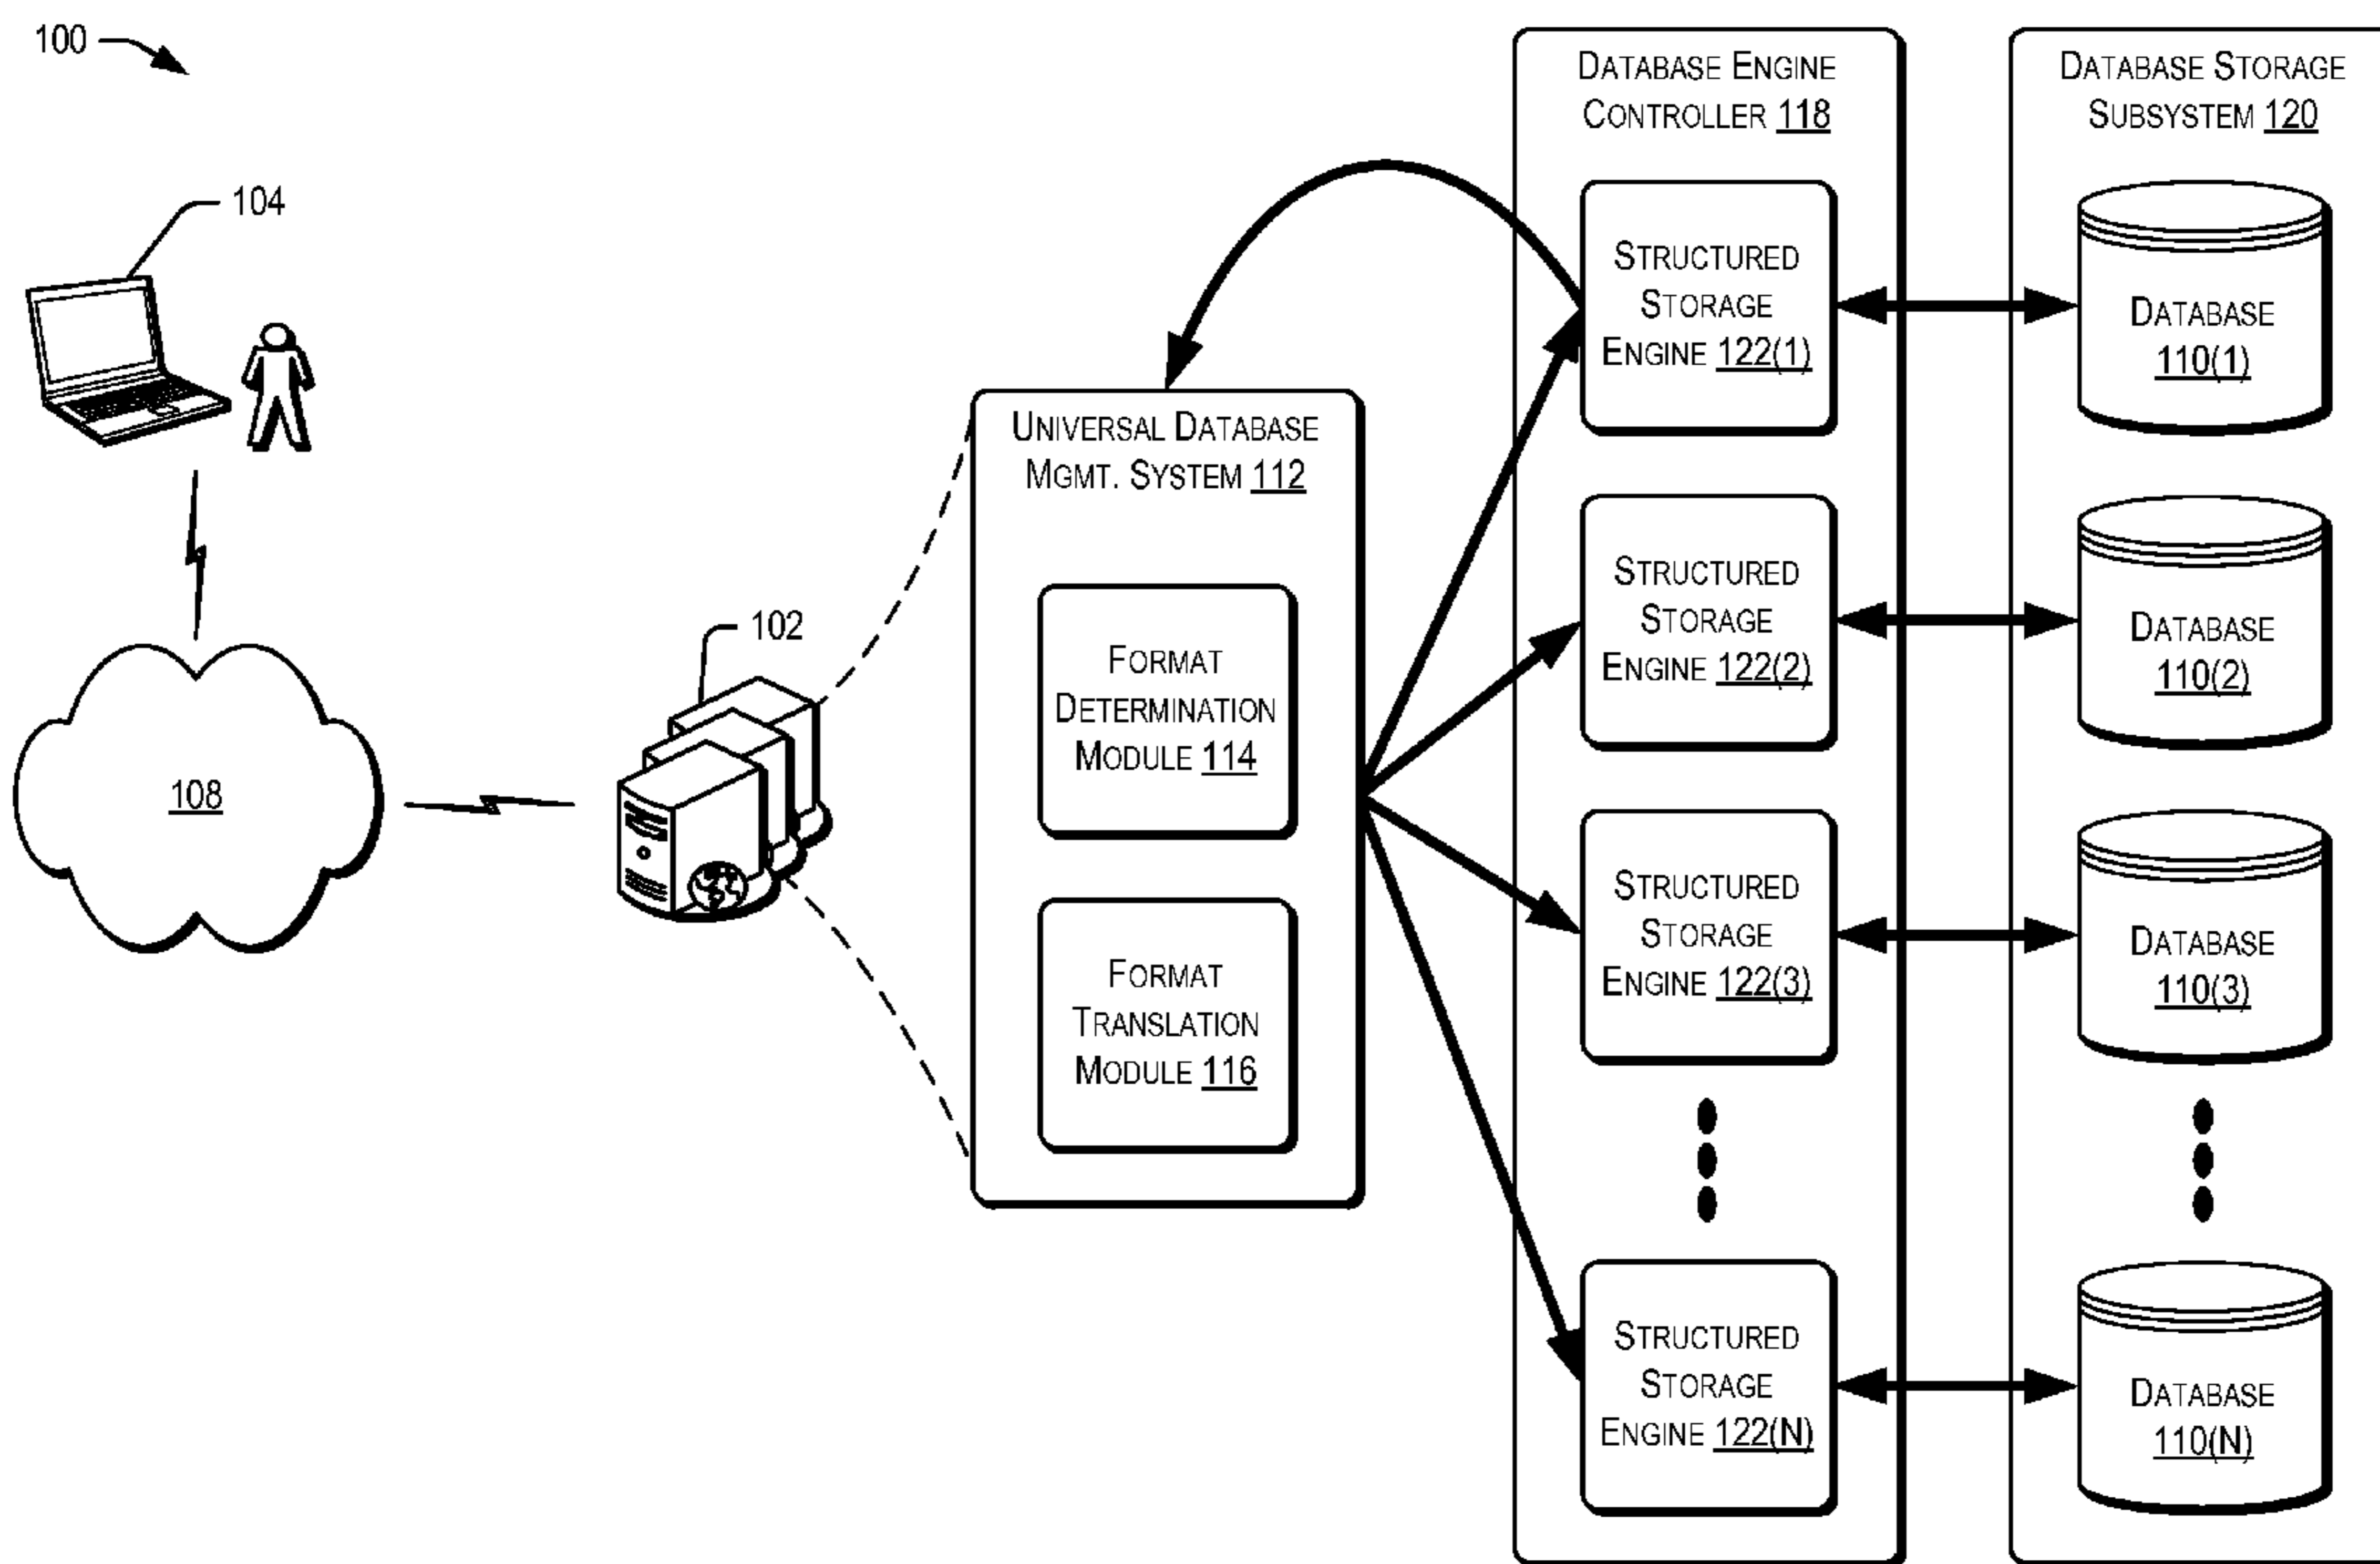 100
104
108
102
UNIVERSAL DATABASE
MGMT. SYSTEM 112
FORMAT
DETERMINATION
MODULE 114
FORMAT
TRANSLATION
MODULE 116
DATABASE ENGINE
CONTROLLER 118
STRUCTURED
STORAGE
ENGINE 122(1)
STRUCTURED
STORAGE
ENGINE 122(2)
STRUCTURED
STORAGE
ENGINE 122(3)
STRUCTURED
STORAGE
ENGINE 122(N)
DATABASE STORAGE
SUBSYSTEM 120
DATABASE
110(1)
DATABASE
110(2)
DATABASE
110(3)
DATABASE
110(N)